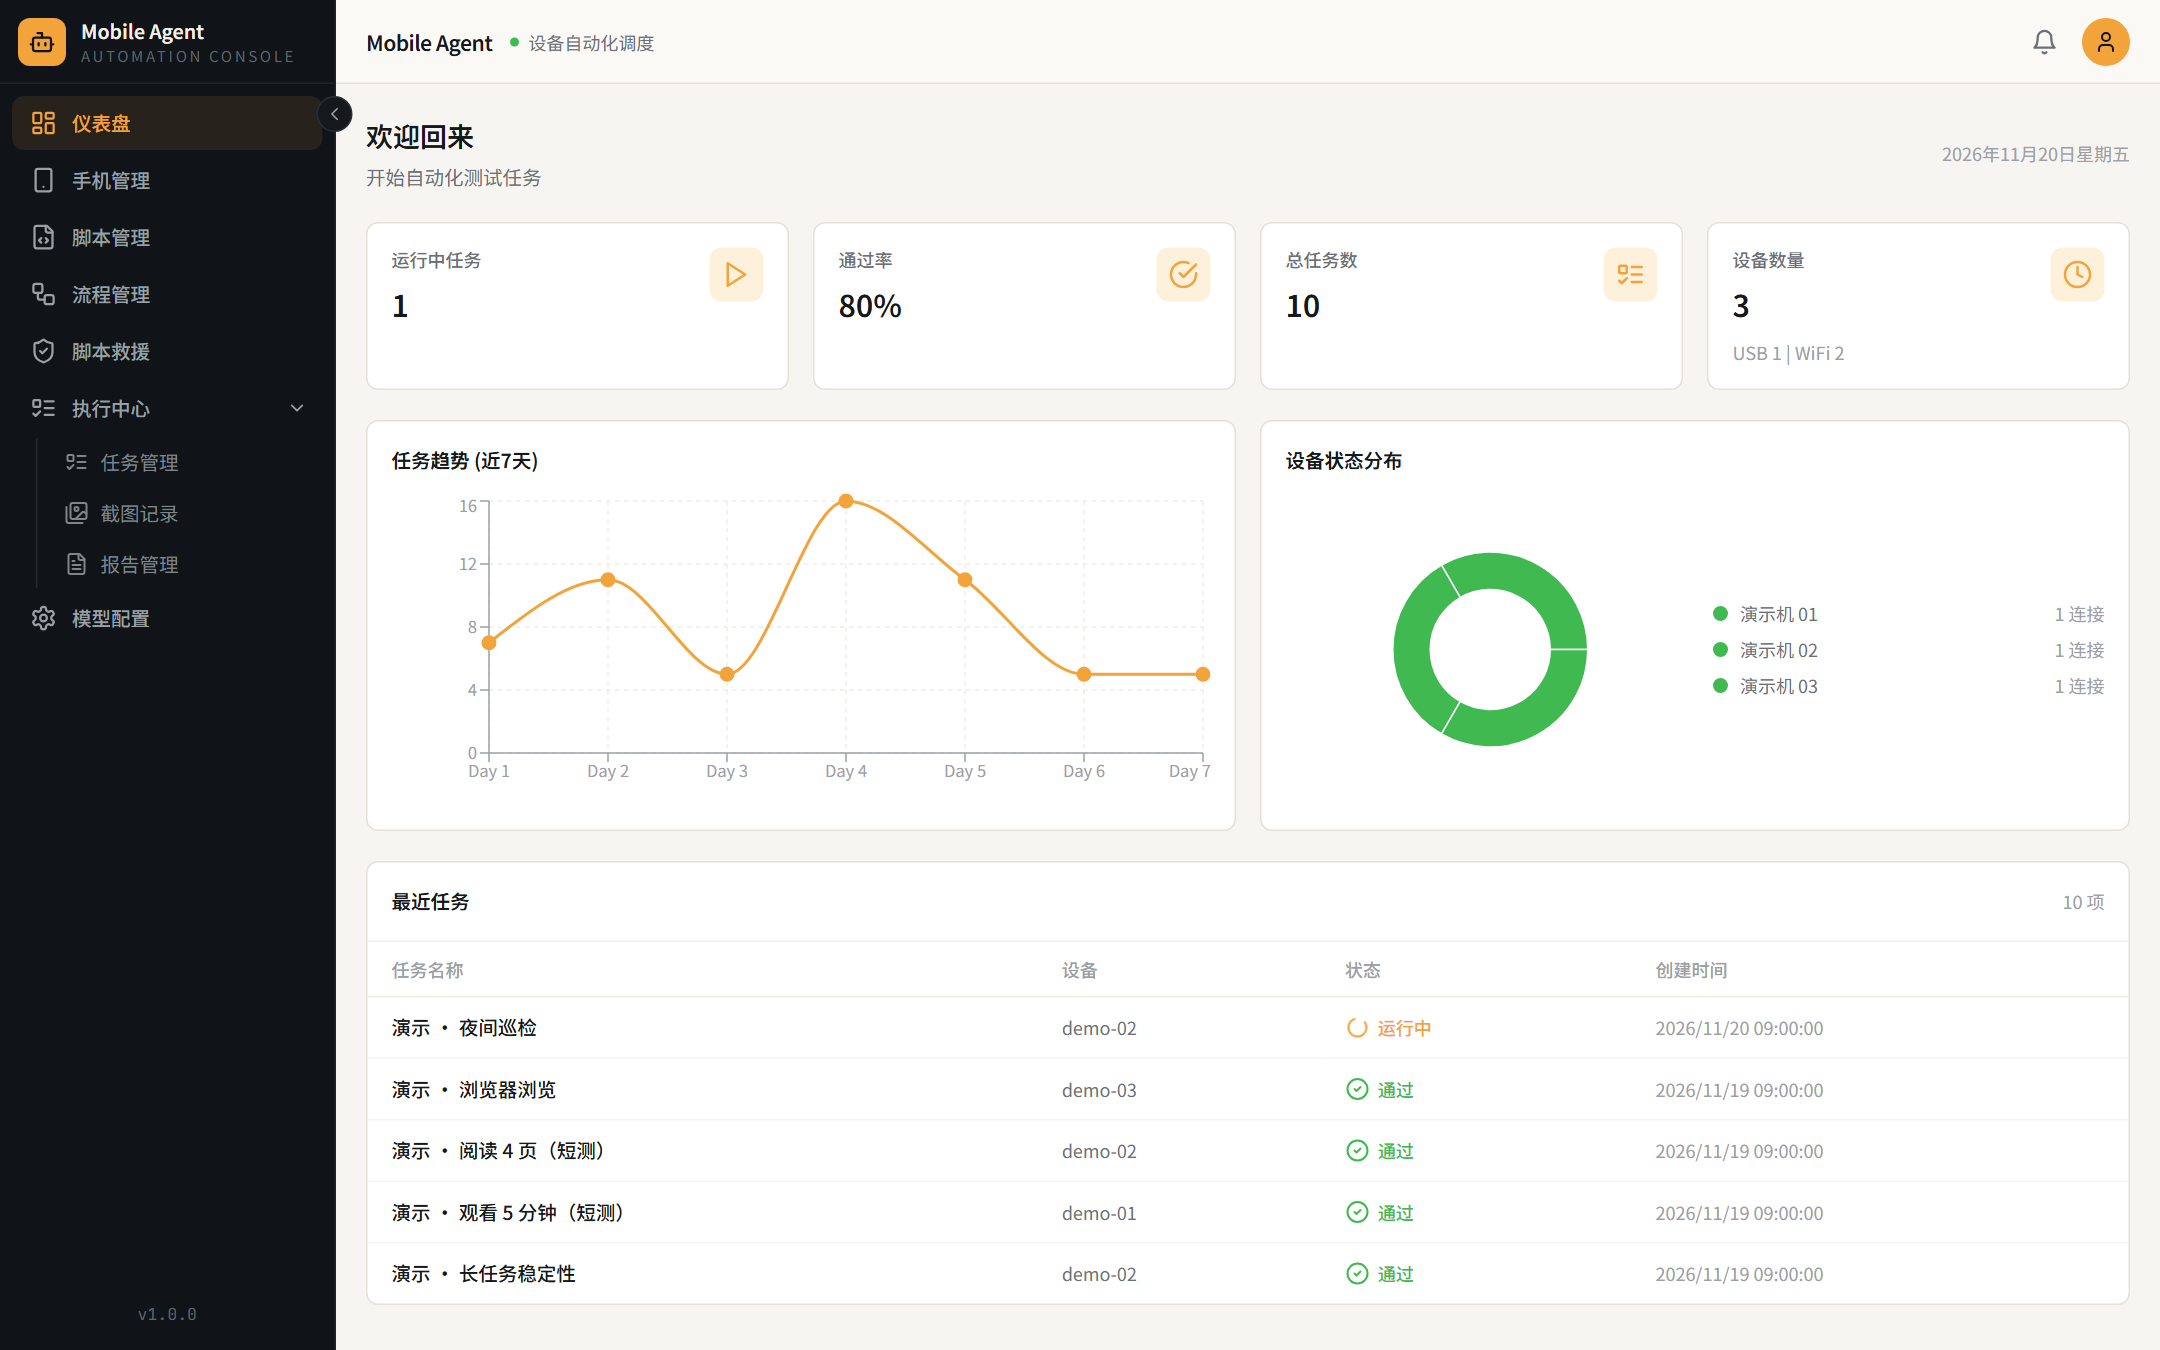 Mobile Agent
AUTOMATION CONSOLE
仪表盘
手机管理
脚本管理
流程管理
脚本救援
执行中心
任务管理
截图记录
报告管理
模型配置
v1.0.0
Mobile Agent 设备自动化调度
欢迎回来
开始自动化测试任务
2026年11月20日星期五
运行中任务
1
通过率
80%
总任务数
10
设备数量
3
USB 1 | WiFi 2
任务趋势 (近7天)
16
12
8
4
0
Day 1 Day 2 Day 3 Day 4 Day 5 Day 6 Day 7
设备状态分布
演示机 01 1 连接
演示机 02 1 连接
演示机 03 1 连接
最近任务 10 项
任务名称 设备 状态 创建时间
演示 · 夜间巡检 demo-02 运行中 2026/11/20 09:00:00
演示 · 浏览器浏览 demo-03 通过 2026/11/19 09:00:00
演示 · 阅读 4 页（短测） demo-02 通过 2026/11/19 09:00:00
演示 · 观看 5 分钟（短测） demo-01 通过 2026/11/19 09:00:00
演示 · 长任务稳定性 demo-02 通过 2026/11/19 09:00:00